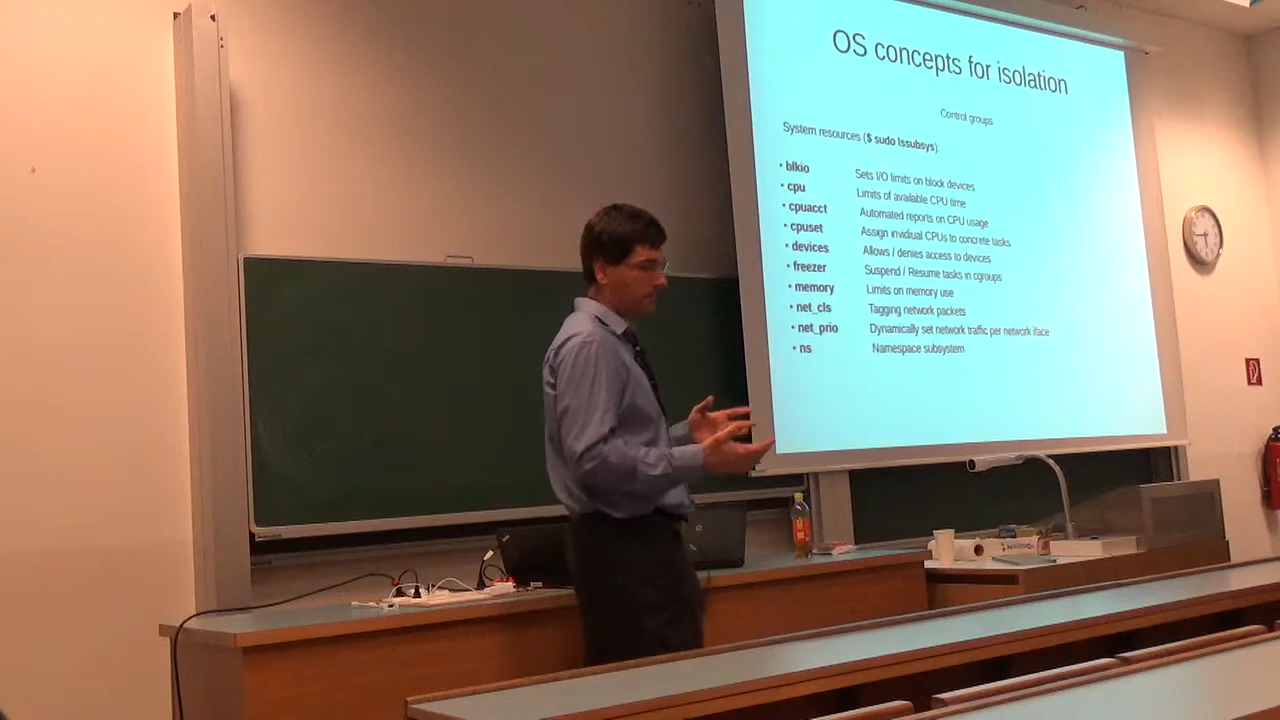 OS concepts for isolation
Control groups
System resources ($ sudo lssubsys):
• blkio Sets I/O limits on block devices
• cpu Limits of available CPU time
• cpuacct Automated reports on CPU usage
• cpuset Assign invidiual CPUs to concrete tasks
• devices Allows / denies access to devices
• freezer Suspend / Resume tasks in cgroups
• memory Limits on memory use
• net_cls Tagging network packets
• net_prio Dynamically set network traffic per network iface
• ns Namespace subsystem